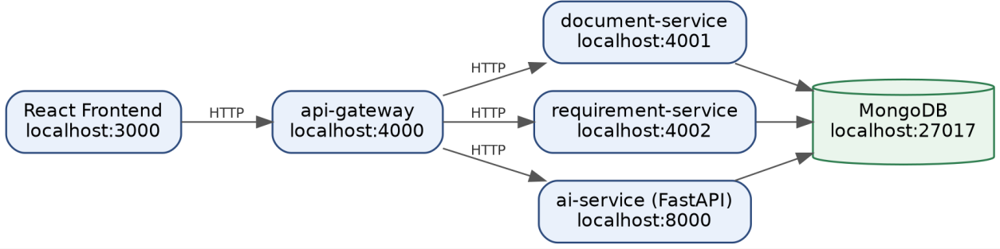 React Frontend
localhost:3000
HTTP
api-gateway
localhost:4000
HTTP
HTTP
HTTP
document-service
localhost:4001
requirement-service
localhost:4002
ai-service (FastAPI)
localhost:8000
MongoDB
localhost:27017